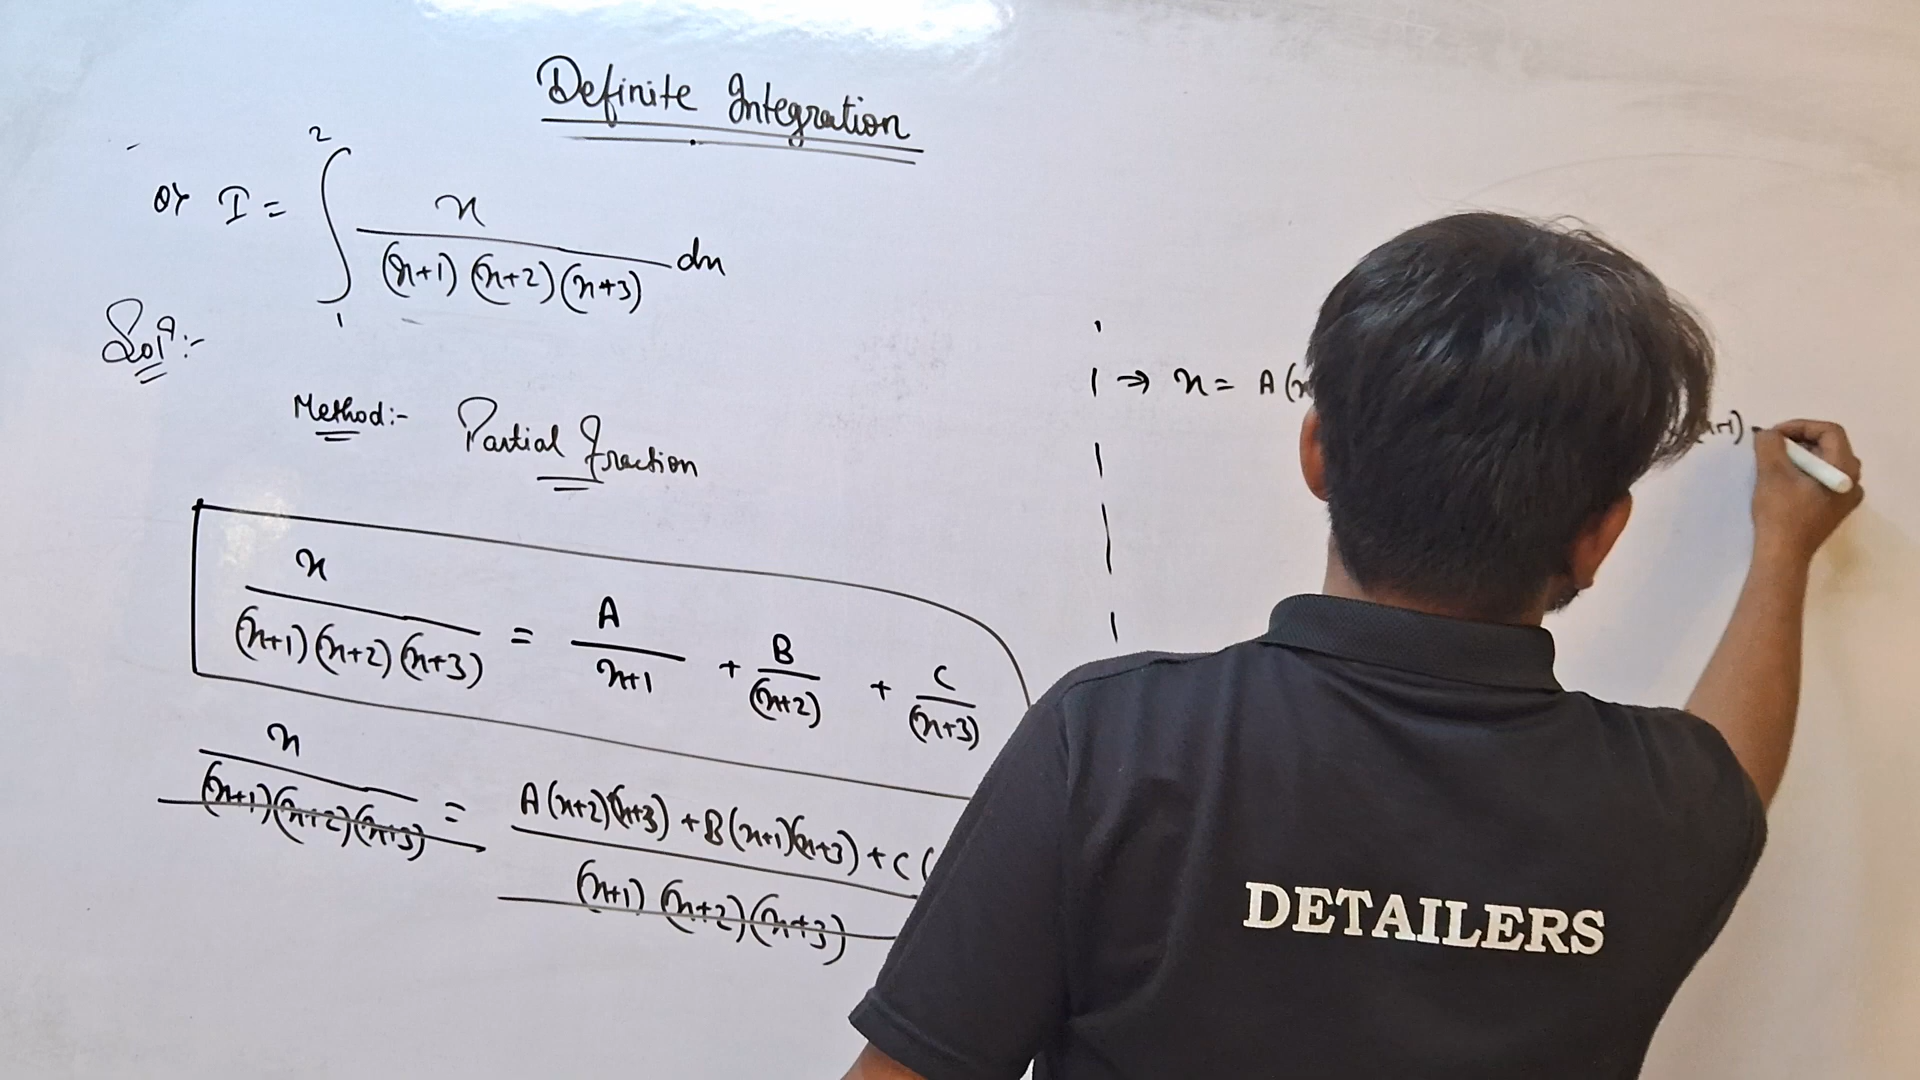 Definite Integration
or I = ∫₁² x / (x+1) (x+2) (x+3) dx
Solⁿ:-
Method:- Partial fraction
x / (x+1) (x+2) (x+3) = A / x+1 + B / (x+2) + C / (x+3)
x / (x+1)(x+2)(x+3) = A(x+2)(x+3) + B(x+1)(x+3) + C ( / (x+1) (x+2)(x+3)
⇒ x = A (x
DETAILERS